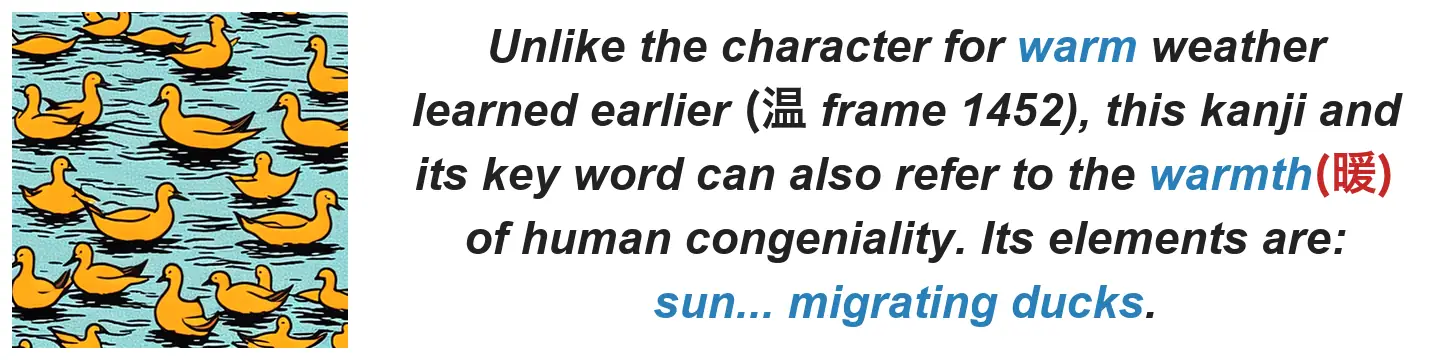 Unlike the character for warm weather
learned earlier (温 frame 1452), this kanji and
its key word can also refer to the warmth(暖)
of human congeniality. Its elements are:
sun... migrating ducks.